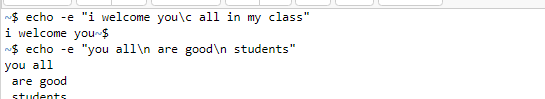 ~$ echo -e "i welcome you\c all in my class"
i welcome you~$
~$ echo -e "you all\n are good\n students"
you all
 are good
 students